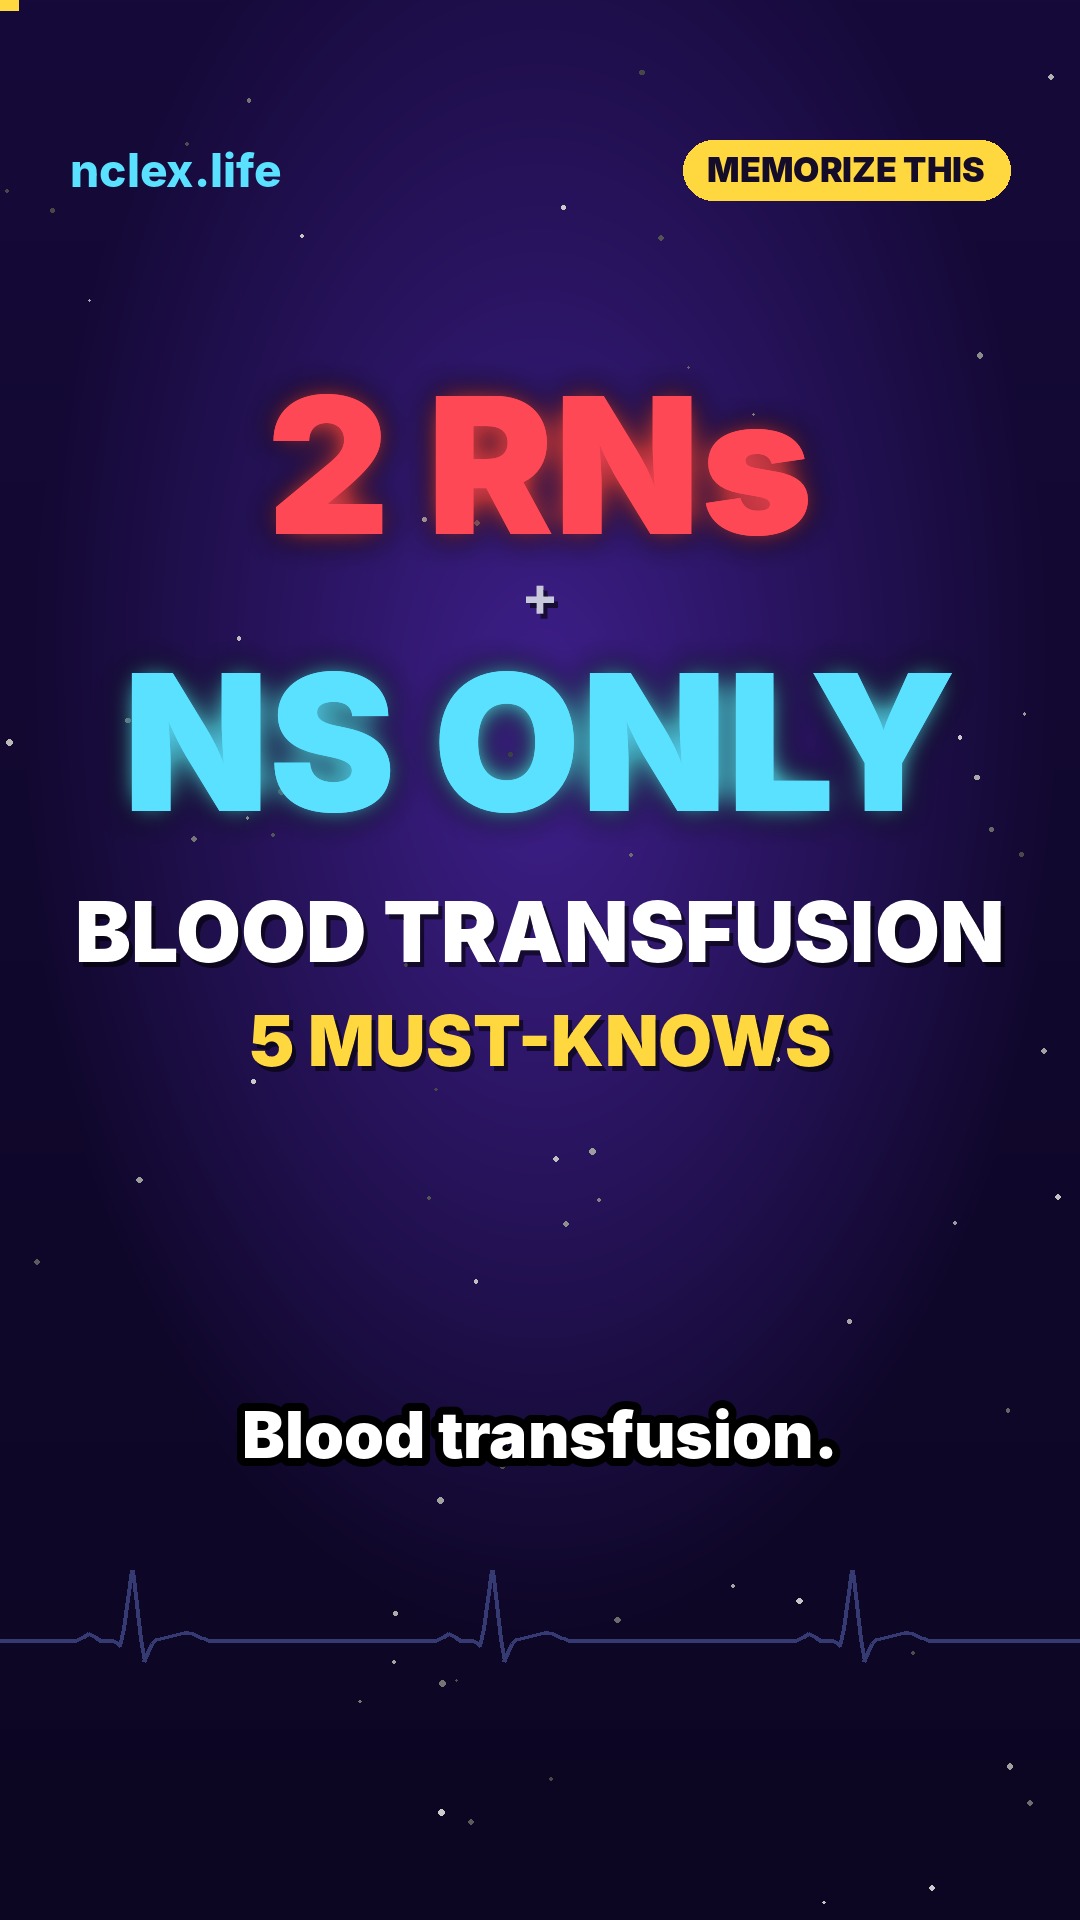 nclex.life
MEMORIZE THIS
2 RNs
+
NS ONLY
BLOOD TRANSFUSION
5 MUST-KNOWS
Blood transfusion.